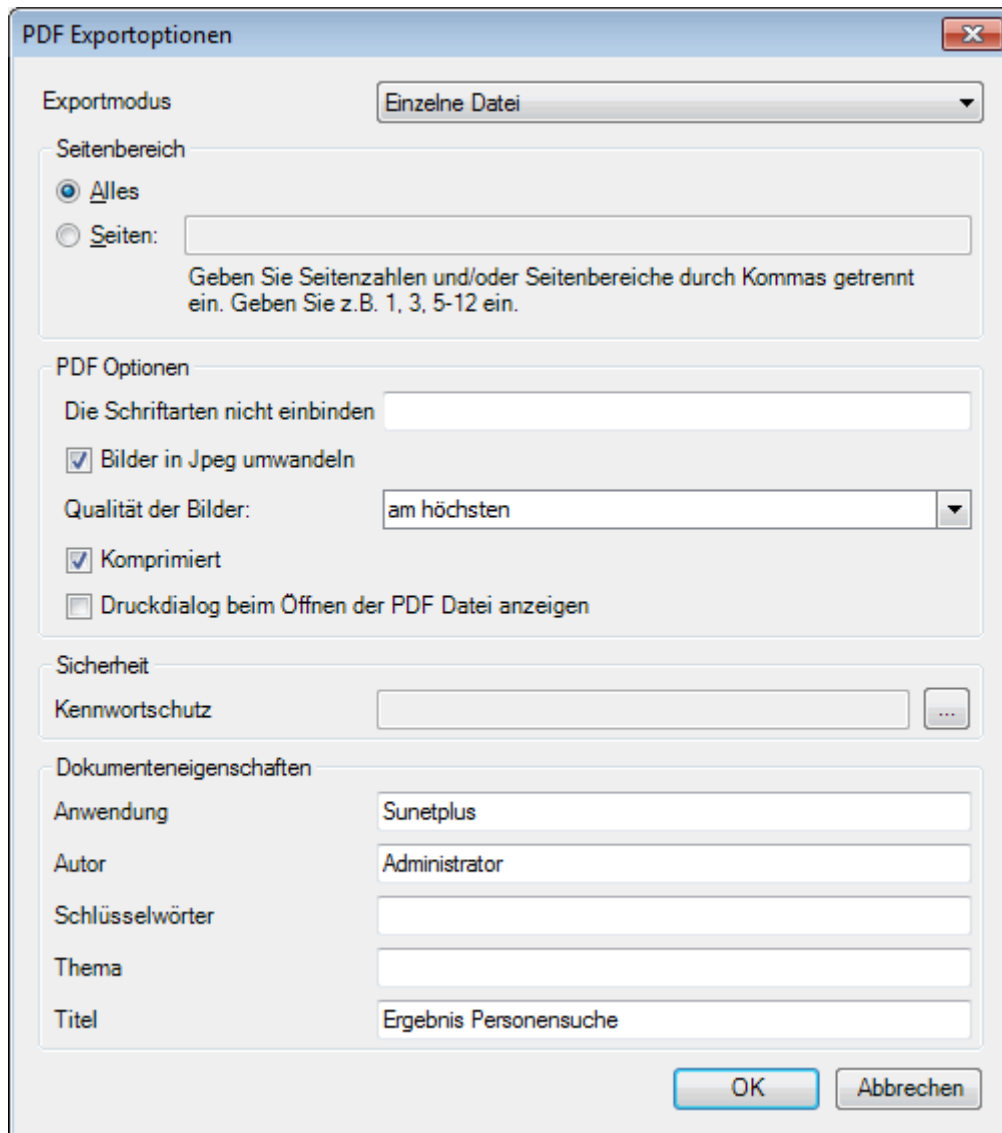 PDF Exportoptionen
Exportmodus Einzelne Datei
Seitenbereich
Alles
Seiten:
Geben Sie Seitenzahlen und/oder Seitenbereiche durch Kommas getrennt
ein. Geben Sie z.B. 1, 3, 5-12 ein.
PDF Optionen
Die Schriftarten nicht einbinden
Bilder in Jpeg umwandeln
Qualität der Bilder: am höchsten
Komprimiert
Druckdialog beim Öffnen der PDF Datei anzeigen
Sicherheit
Kennwortschutz ...
Dokumenteneigenschaften
Anwendung Sunetplus
Autor Administrator
Schlüsselwörter
Thema
Titel Ergebnis Personensuche
OK Abbrechen